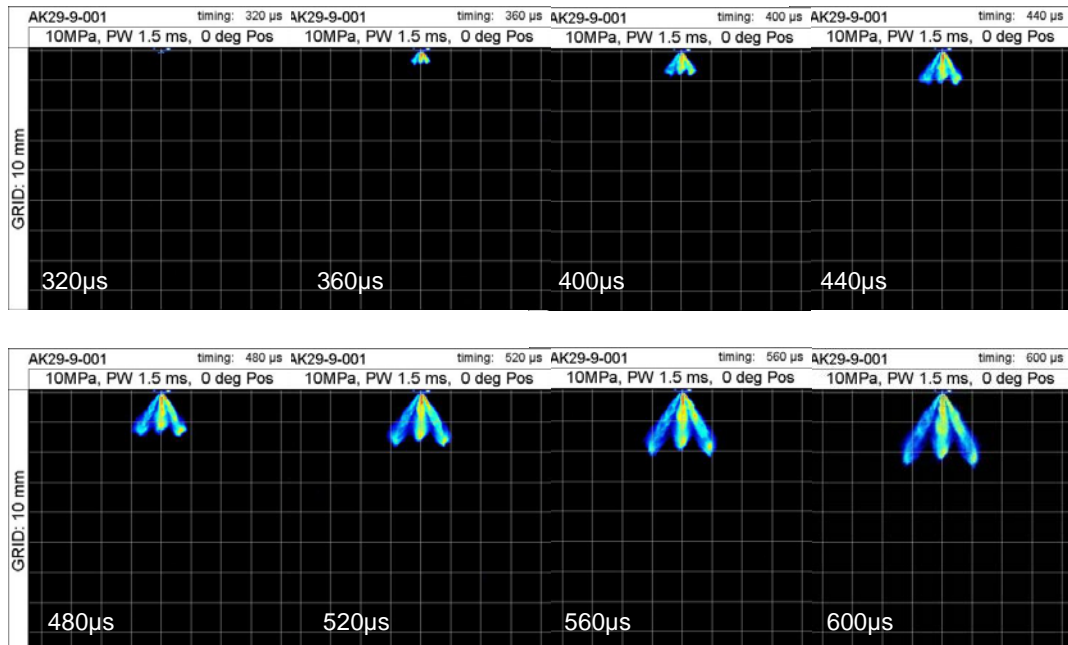 AK29-9-001 timing: 320 µs AK29-9-001 timing: 360 µs AK29-9-001 timing: 400 µs AK29-9-001 timing: 440 µs
10MPa, PW 1.5 ms, 0 deg Pos 10MPa, PW 1.5 ms, 0 deg Pos 10MPa, PW 1.5 ms, 0 deg Pos 10MPa, PW 1.5 ms, 0 deg Pos
GRID: 10 mm
320µs 360µs 400µs 440µs
AK29-9-001 timing: 480 µs AK29-9-001 timing: 520 µs AK29-9-001 timing: 560 µs AK29-9-001 timing: 600 µs
10MPa, PW 1.5 ms, 0 deg Pos 10MPa, PW 1.5 ms, 0 deg Pos 10MPa, PW 1.5 ms, 0 deg Pos 10MPa, PW 1.5 ms, 0 deg Pos
GRID: 10 mm
480µs 520µs 560µs 600µs